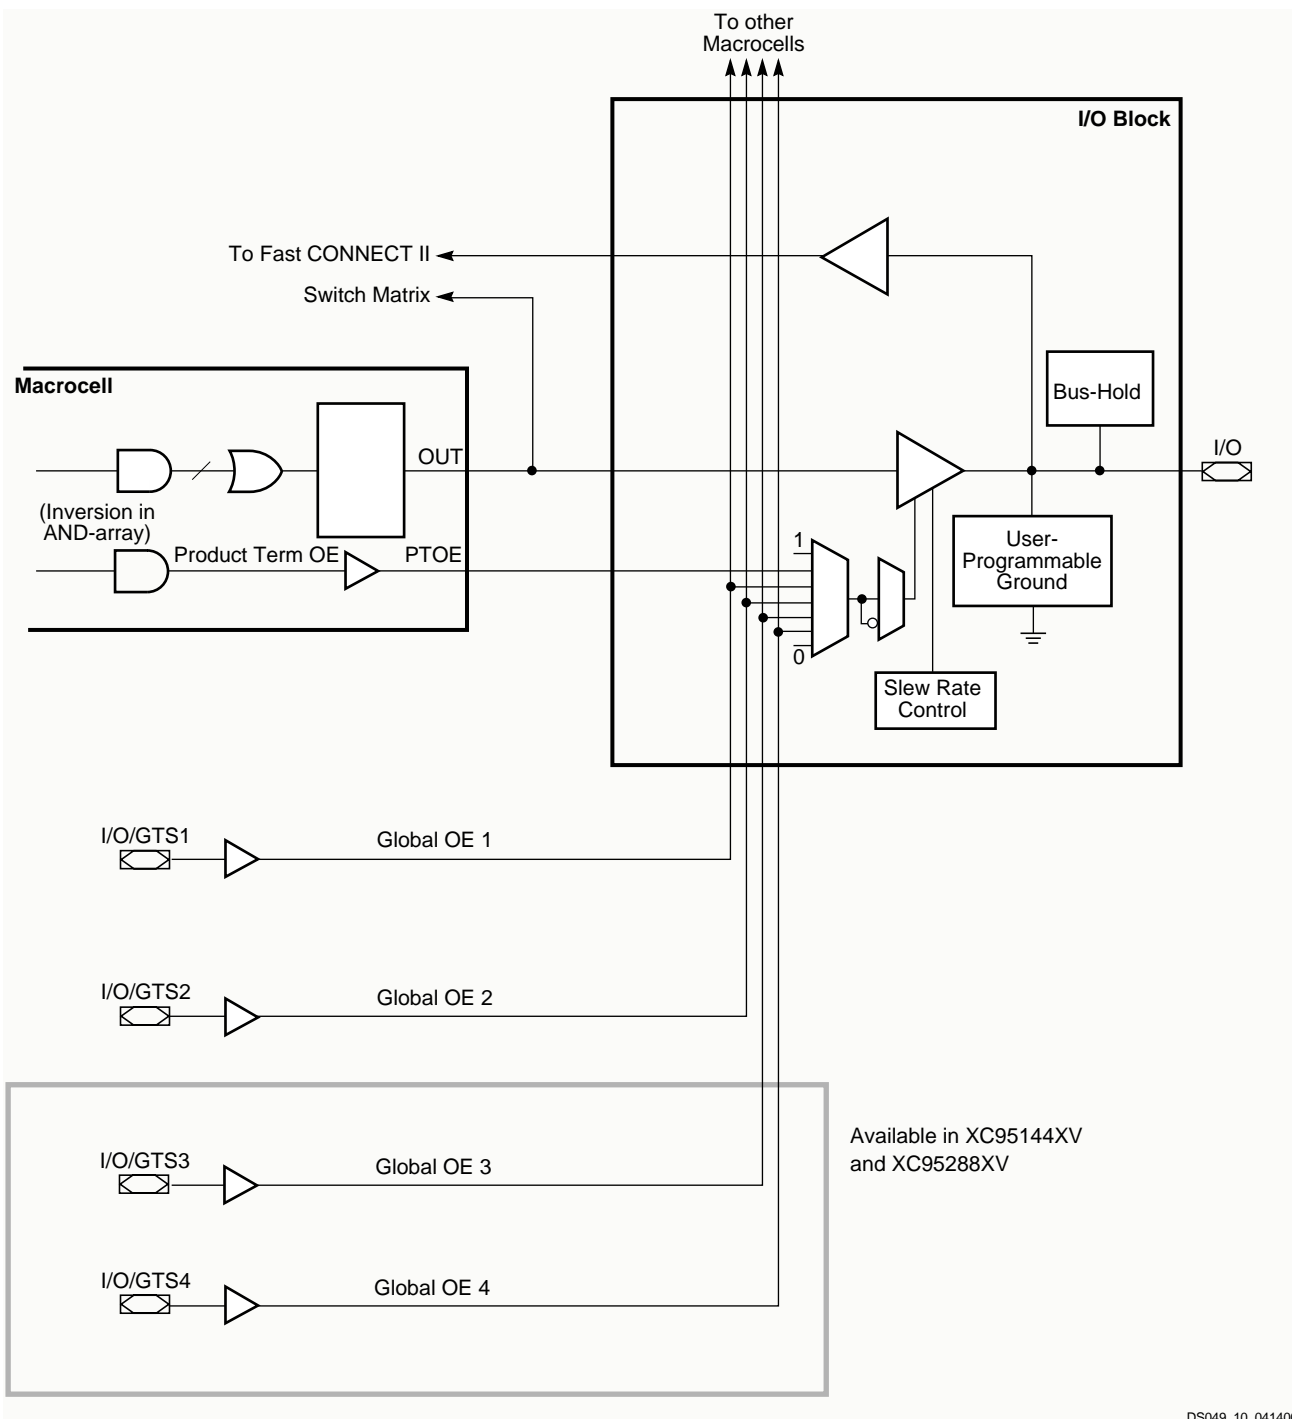 To other
Macrocells
I/O Block
To Fast CONNECT II
Switch Matrix
Macrocell
Bus-Hold
OUT
I/O
(Inversion in
AND-array)
Product Term OE
PTOE
1
User-
Programmable
Ground
0
Slew Rate
Control
I/O/GTS1
Global OE 1
I/O/GTS2
Global OE 2
Available in XC95144XV
and XC95288XV
I/O/GTS3
Global OE 3
I/O/GTS4
Global OE 4